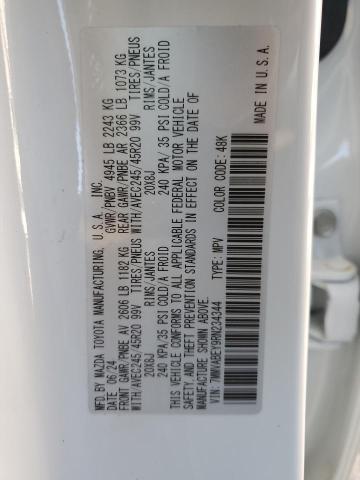 MFD.BY MAZDA TOYOTA MANUFACTURING, U.S.A., INC.
DATE: 06/24 GVWR/PNBV 4945 LB 2243 KG
FRONT GAWR/PNBE AV 2606 LB 1182 KG REAR GAWR/PNBE AR 2366 LB 1073 KG
WITH/AVEC245/45R20 99V TIRES/PNEUS WITH/AVEC245/45R20 99V TIRES/PNEUS
20X8J RIMS/JANTES 20X8J RIMS/JANTES
240 KPA/35 PSI COLD/A FROID 240 KPA/ 35 PSI COLD/A FROID
THIS VEHICLE CONFORMS TO ALL APPLICABLE FEDERAL MOTOR VEHICLE
SAFETY, AND THEFT PREVENTION STANDARDS IN EFFECT ON THE DATE OF
MANUFACTURE SHOWN ABOVE.
VIN: 7MMVABEY9RN234344 TYPE: MPV COLOR CODE: 48K MADE IN U.S.A.